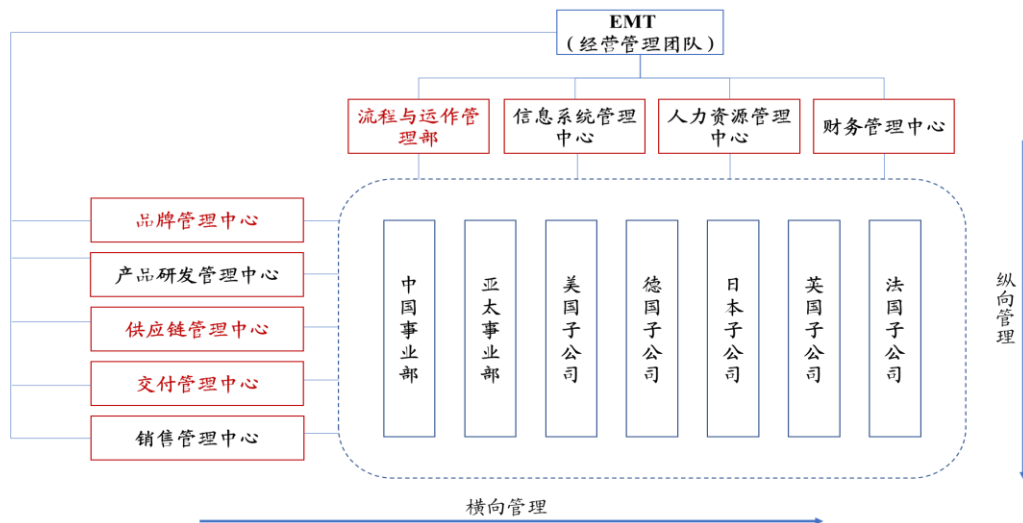 EMT
（经营管理团队）
流程与运作管
理部
信息系统管理
中心
人力资源管理
中心
财务管理中心
品牌管理中心
产品研发管理中心
供应链管理中心
交付管理中心
销售管理中心
中国事业部
亚太事业部
美国子公司
德国子公司
日本子公司
英国子公司
法国子公司
纵向管理
横向管理